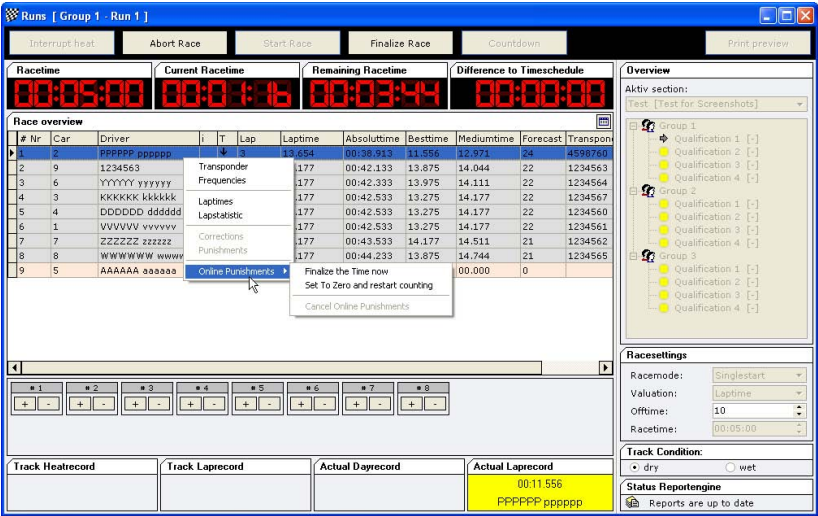 Runs [ Group 1 - Run 1 ]
Interrupt heat Abort Race Start Race Finalize Race Countdown Print preview
Racetime Current Racetime Remaining Racetime Difference to Timeschedule Overview
00:05:00 00:01:16 00:03:44 00:00:00
Aktiv section:
Test [Test for Screenshots]
Race overview
# Nr Car Driver i T Lap Laptime Absoluttime Besttime Mediumtime Forecast Transpon
1 2 PPPPPP pppppp 3 13.654 00:38.913 11.556 12.971 24 4598760
2 9 1234563 .177 00:42.133 13.875 14.044 22 1234563
3 6 YYYYYY yyyyyy .177 00:42.333 13.975 14.111 22 1234564
4 3 KKKKKK kkkkkk .177 00:42.533 13.275 14.177 22 1234567
5 4 DDDDDD dddddd .177 00:42.533 13.275 14.177 22 1234560
6 1 VVVVVV vvvvvv .177 00:42.533 13.275 14.177 22 1234561
7 7 ZZZZZZ zzzzzz .177 00:43.533 14.177 14.511 21 1234562
8 8 WWWWWW wwww .177 00:44.233 13.875 14.744 21 1234565
9 5 AAAAAA aaaaaa 00.000 0
Transponder
Frequencies
Laptimes
Lapstatistic
Corrections
Punishments
Online Punishments
Finalize the Time now
Set To Zero and restart counting
Cancel Online Punishments
Group 1
Qualification 1 [-]
Qualification 2 [-]
Qualification 3 [-]
Qualification 4 [-]
Group 2
Qualification 1 [-]
Qualification 2 [-]
Qualification 3 [-]
Qualification 4 [-]
Group 3
Qualification 1 [-]
Qualification 2 [-]
Qualification 3 [-]
Qualification 4 [-]
Racesettings
Racemode: Singlestart
Valuation: Laptime
Offtime: 10
Racetime: 00:05:00
# 1 # 2 # 3 # 4 # 5 # 6 # 7 # 8
+ - + - + - + - + - + - + - + -
Track Condition:
dry wet
Track Heatrecord Track Laprecord Actual Dayrecord Actual Laprecord
00:11.556
PPPPPP pppppp
Status Reportengine
Reports are up to date